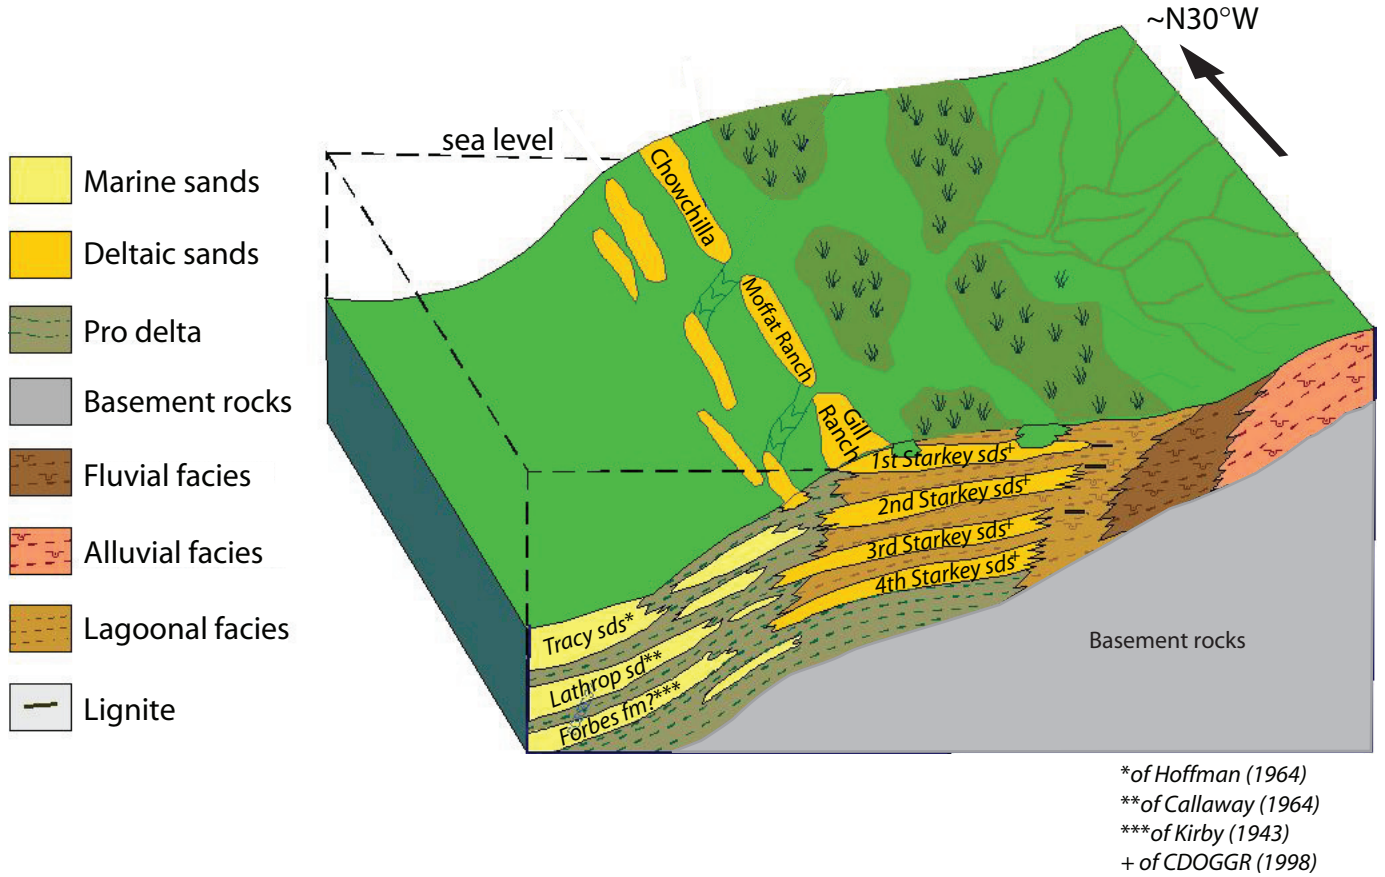 ~N30°W
sea level
Marine sands
Deltaic sands
Pro delta
Basement rocks
Fluvial facies
Alluvial facies
Lagoonal facies
Lignite
Chowchilla
Moffat Ranch
Gill
Ranch
1st Starkey sds+
2nd Starkey sds+
3rd Starkey sds+
4th Starkey sds+
Tracy sds*
Lathrop sd**
Forbes fm?***
Basement rocks
*of Hoffman (1964)
**of Callaway (1964)
***of Kirby (1943)
+ of CDOGGR (1998)